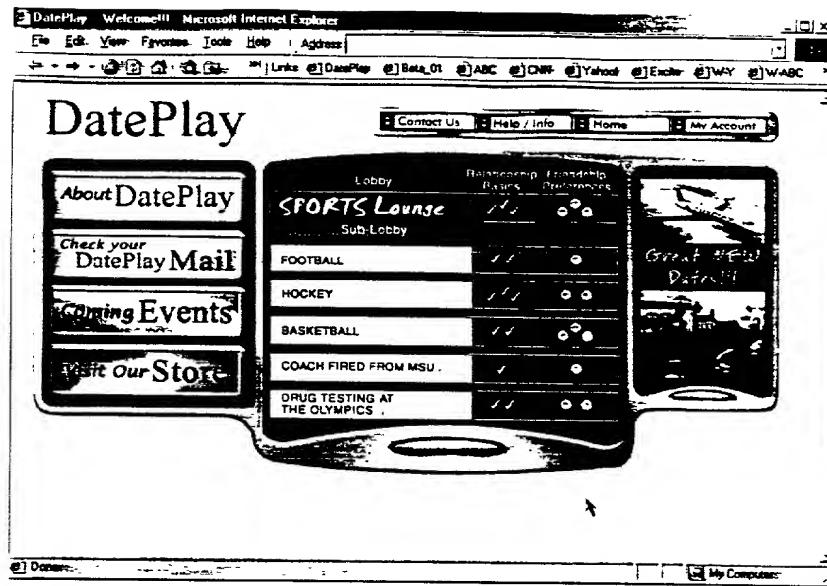 DatePlay Welcome!!! Microsoft Internet Explorer
File Edit View Favorites Tools Help Address
Links DatePlay Beta_01 ABC CNN Yahoo! Excite W-Y W-ABC
DatePlay
Contact Us Help / Info Home My Account
About DatePlay
Check your
DatePlay Mail
Coming Events
Visit Our Store
Lobby
Relationship Basics
Friendship Preferences
SPORTS Lounge
Sub-Lobby
FOOTBALL
HOCKEY
BASKETBALL
COACH FIRED FROM MSU.
DRUG TESTING AT
THE OLYMPICS .
Great NEW
Dates!!!
My Computer